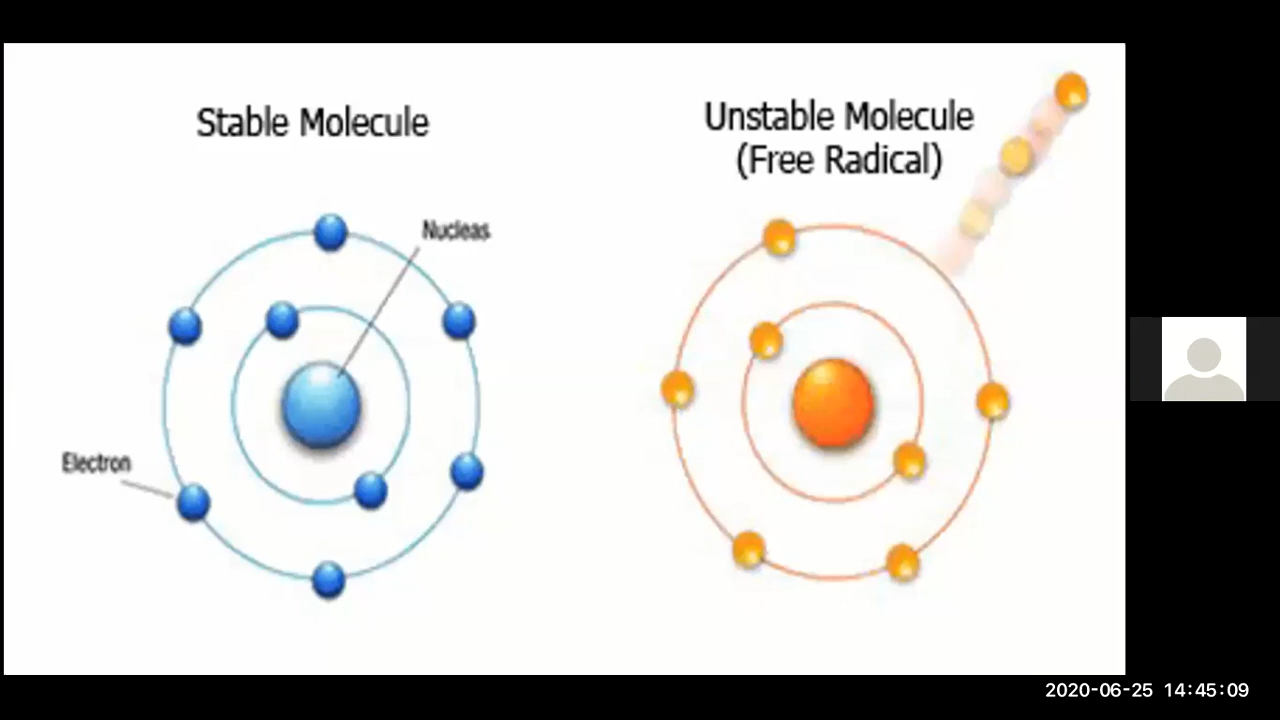 Stable Molecule
Unstable Molecule
(Free Radical)
Nucleas
Electron
2020-06-25 14:45:09